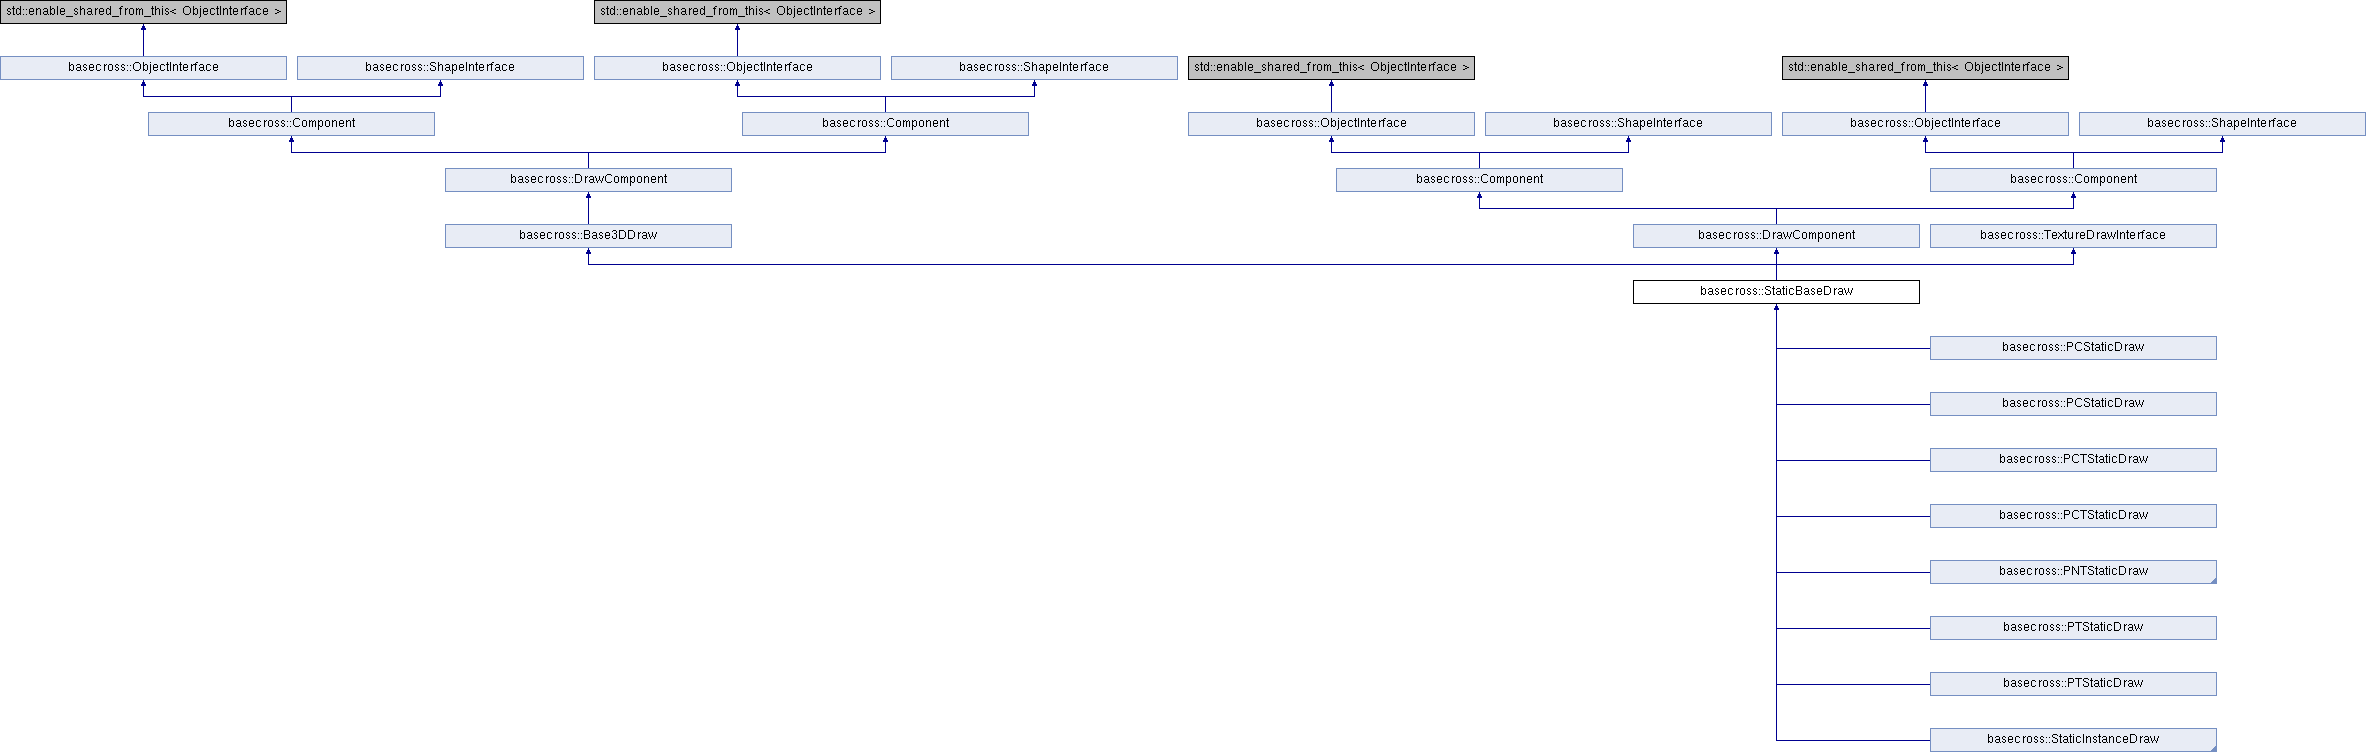 std::enable_shared_from_this< ObjectInterface >
std::enable_shared_from_this< ObjectInterface >
basecross::ObjectInterface
basecross::ShapeInterface
basecross::ObjectInterface
basecross::ShapeInterface
std::enable_shared_from_this< ObjectInterface >
std::enable_shared_from_this< ObjectInterface >
basecross::Component
basecross::Component
basecross::ObjectInterface
basecross::ShapeInterface
basecross::ObjectInterface
basecross::ShapeInterface
basecross::DrawComponent
basecross::Component
basecross::Component
basecross::Base3DDraw
basecross::DrawComponent
basecross::TextureDrawInterface
basecross::StaticBaseDraw
basecross::PCStaticDraw
basecross::PCStaticDraw
basecross::PCTStaticDraw
basecross::PCTStaticDraw
basecross::PNTStaticDraw
basecross::PTStaticDraw
basecross::PTStaticDraw
basecross::StaticInstanceDraw